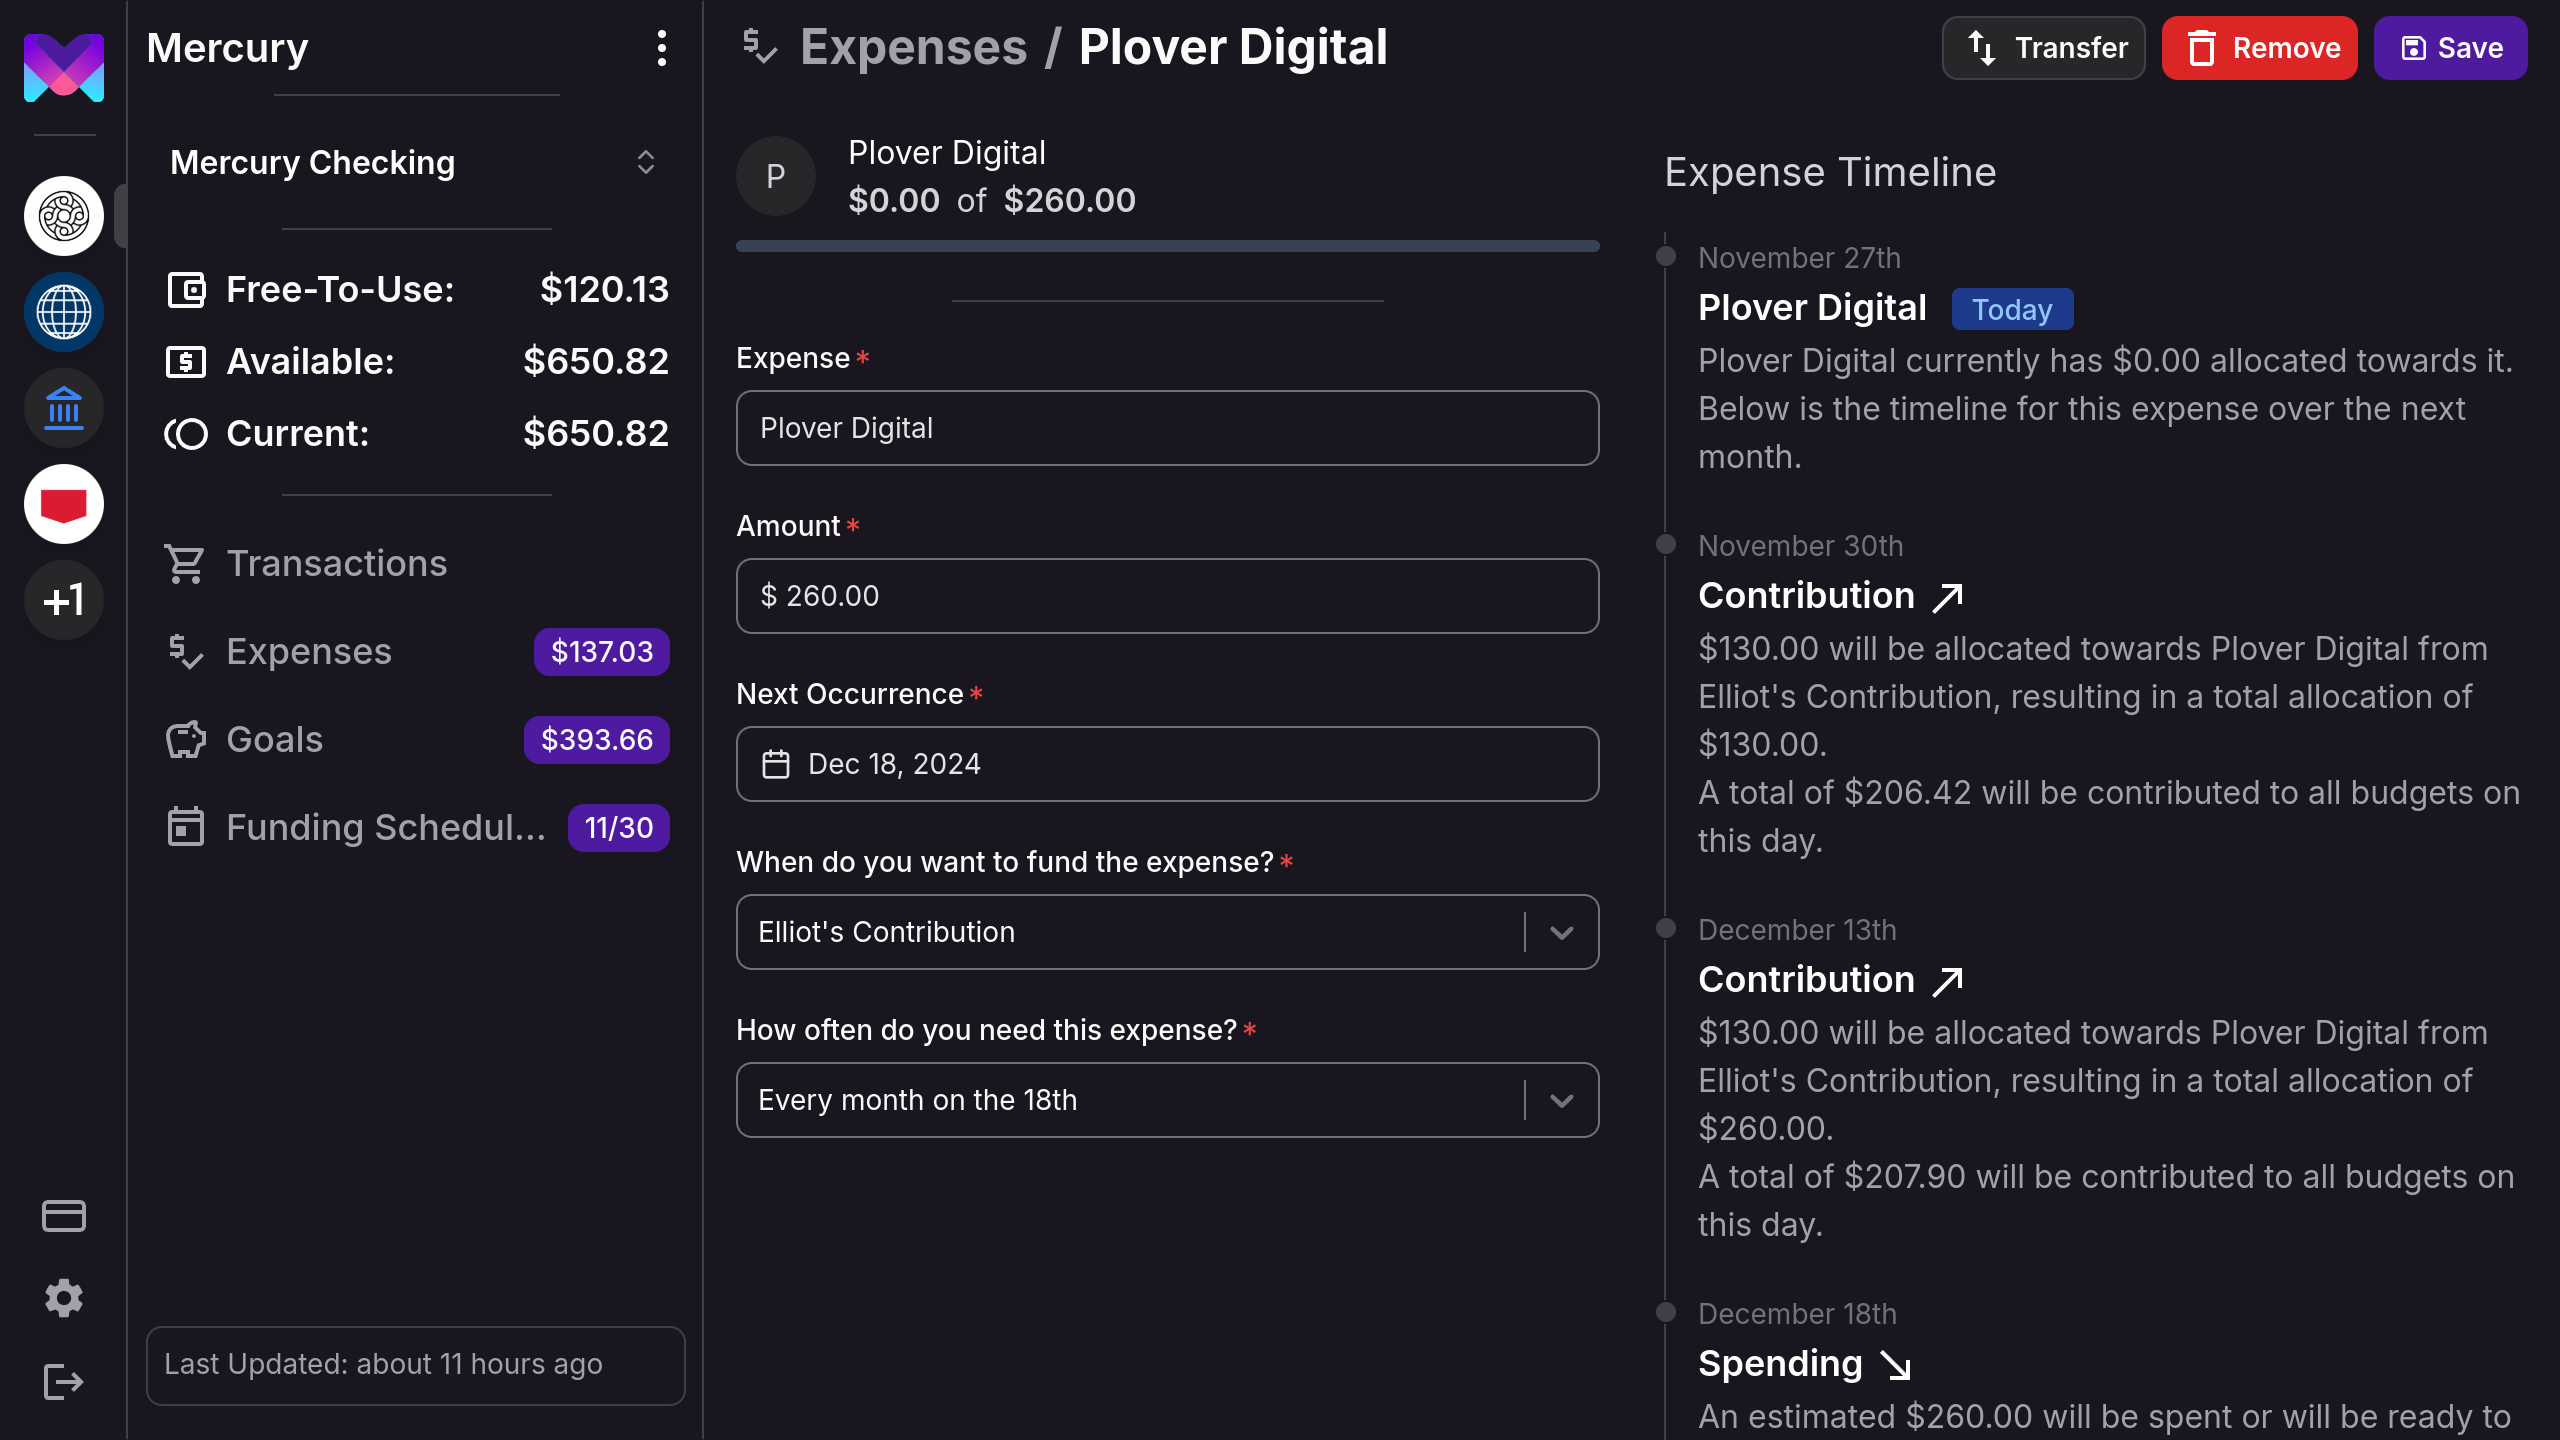 Mercury
Mercury Checking
Free-To-Use: $120.13
Available: $650.82
Current: $650.82
Transactions
Expenses $137.03
Goals $393.66
Funding Schedul... 11/30
+1
Last Updated: about 11 hours ago
Expenses / Plover Digital
Transfer
Remove
Save
P
Plover Digital
$0.00 of $260.00
Expense *
Plover Digital
Amount *
$ 260.00
Next Occurrence *
Dec 18, 2024
When do you want to fund the expense? *
Elliot's Contribution
How often do you need this expense? *
Every month on the 18th
Expense Timeline
November 27th
Plover Digital Today
Plover Digital currently has $0.00 allocated towards it.
Below is the timeline for this expense over the next
month.
November 30th
Contribution
$130.00 will be allocated towards Plover Digital from
Elliot's Contribution, resulting in a total allocation of
$130.00.
A total of $206.42 will be contributed to all budgets on
this day.
December 13th
Contribution
$130.00 will be allocated towards Plover Digital from
Elliot's Contribution, resulting in a total allocation of
$260.00.
A total of $207.90 will be contributed to all budgets on
this day.
December 18th
Spending
An estimated $260.00 will be spent or will be ready to